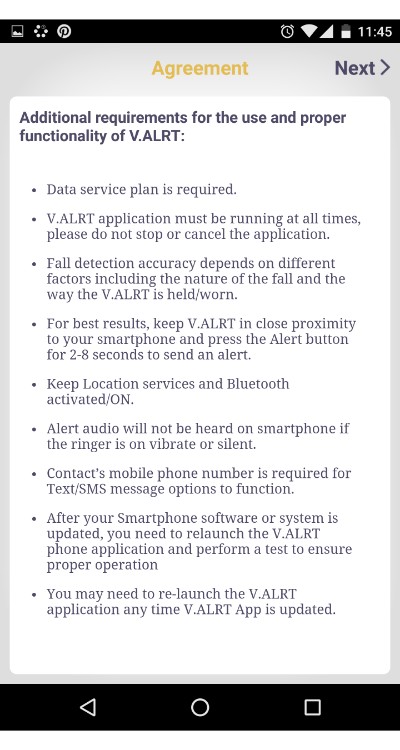 11:45
Agreement
Next
Additional requirements for the use and proper
functionality of V.ALRT:
• Data service plan is required.
• V.ALRT application must be running at all times,
please do not stop or cancel the application.
• Fall detection accuracy depends on different
factors including the nature of the fall and the
way the V.ALRT is held/worn.
• For best results, keep V.ALRT in close proximity
to your smartphone and press the Alert button
for 2-8 seconds to send an alert.
• Keep Location services and Bluetooth
activated/ON.
• Alert audio will not be heard on smartphone if
the ringer is on vibrate or silent.
• Contact's mobile phone number is required for
Text/SMS message options to function.
• After your Smartphone software or system is
updated, you need to relaunch the V.ALRT
phone application and perform a test to ensure
proper operation
• You may need to re-launch the V.ALRT
application any time V.ALRT App is updated.